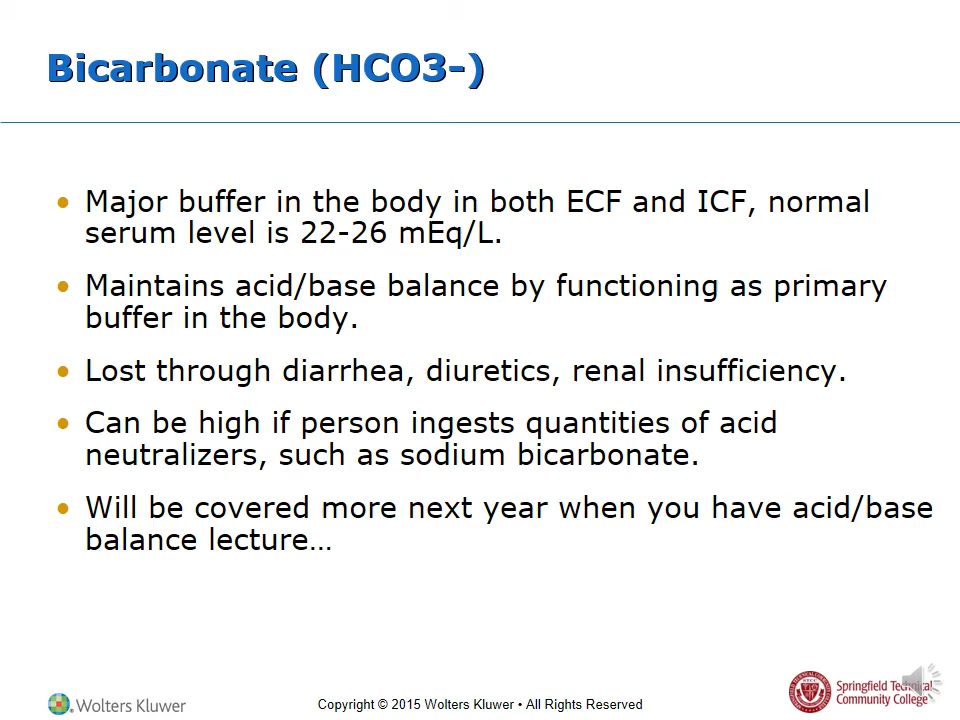 Bicarbonate (HCO3-)
• Major buffer in the body in both ECF and ICF, normal
serum level is 22-26 mEq/L.
• Maintains acid/base balance by functioning as primary
buffer in the body.
• Lost through diarrhea, diuretics, renal insufficiency.
• Can be high if person ingests quantities of acid
neutralizers, such as sodium bicarbonate.
• Will be covered more next year when you have acid/base
balance lecture…
Wolters Kluwer
Copyright © 2015 Wolters Kluwer • All Rights Reserved
Springfield Technical
Community College